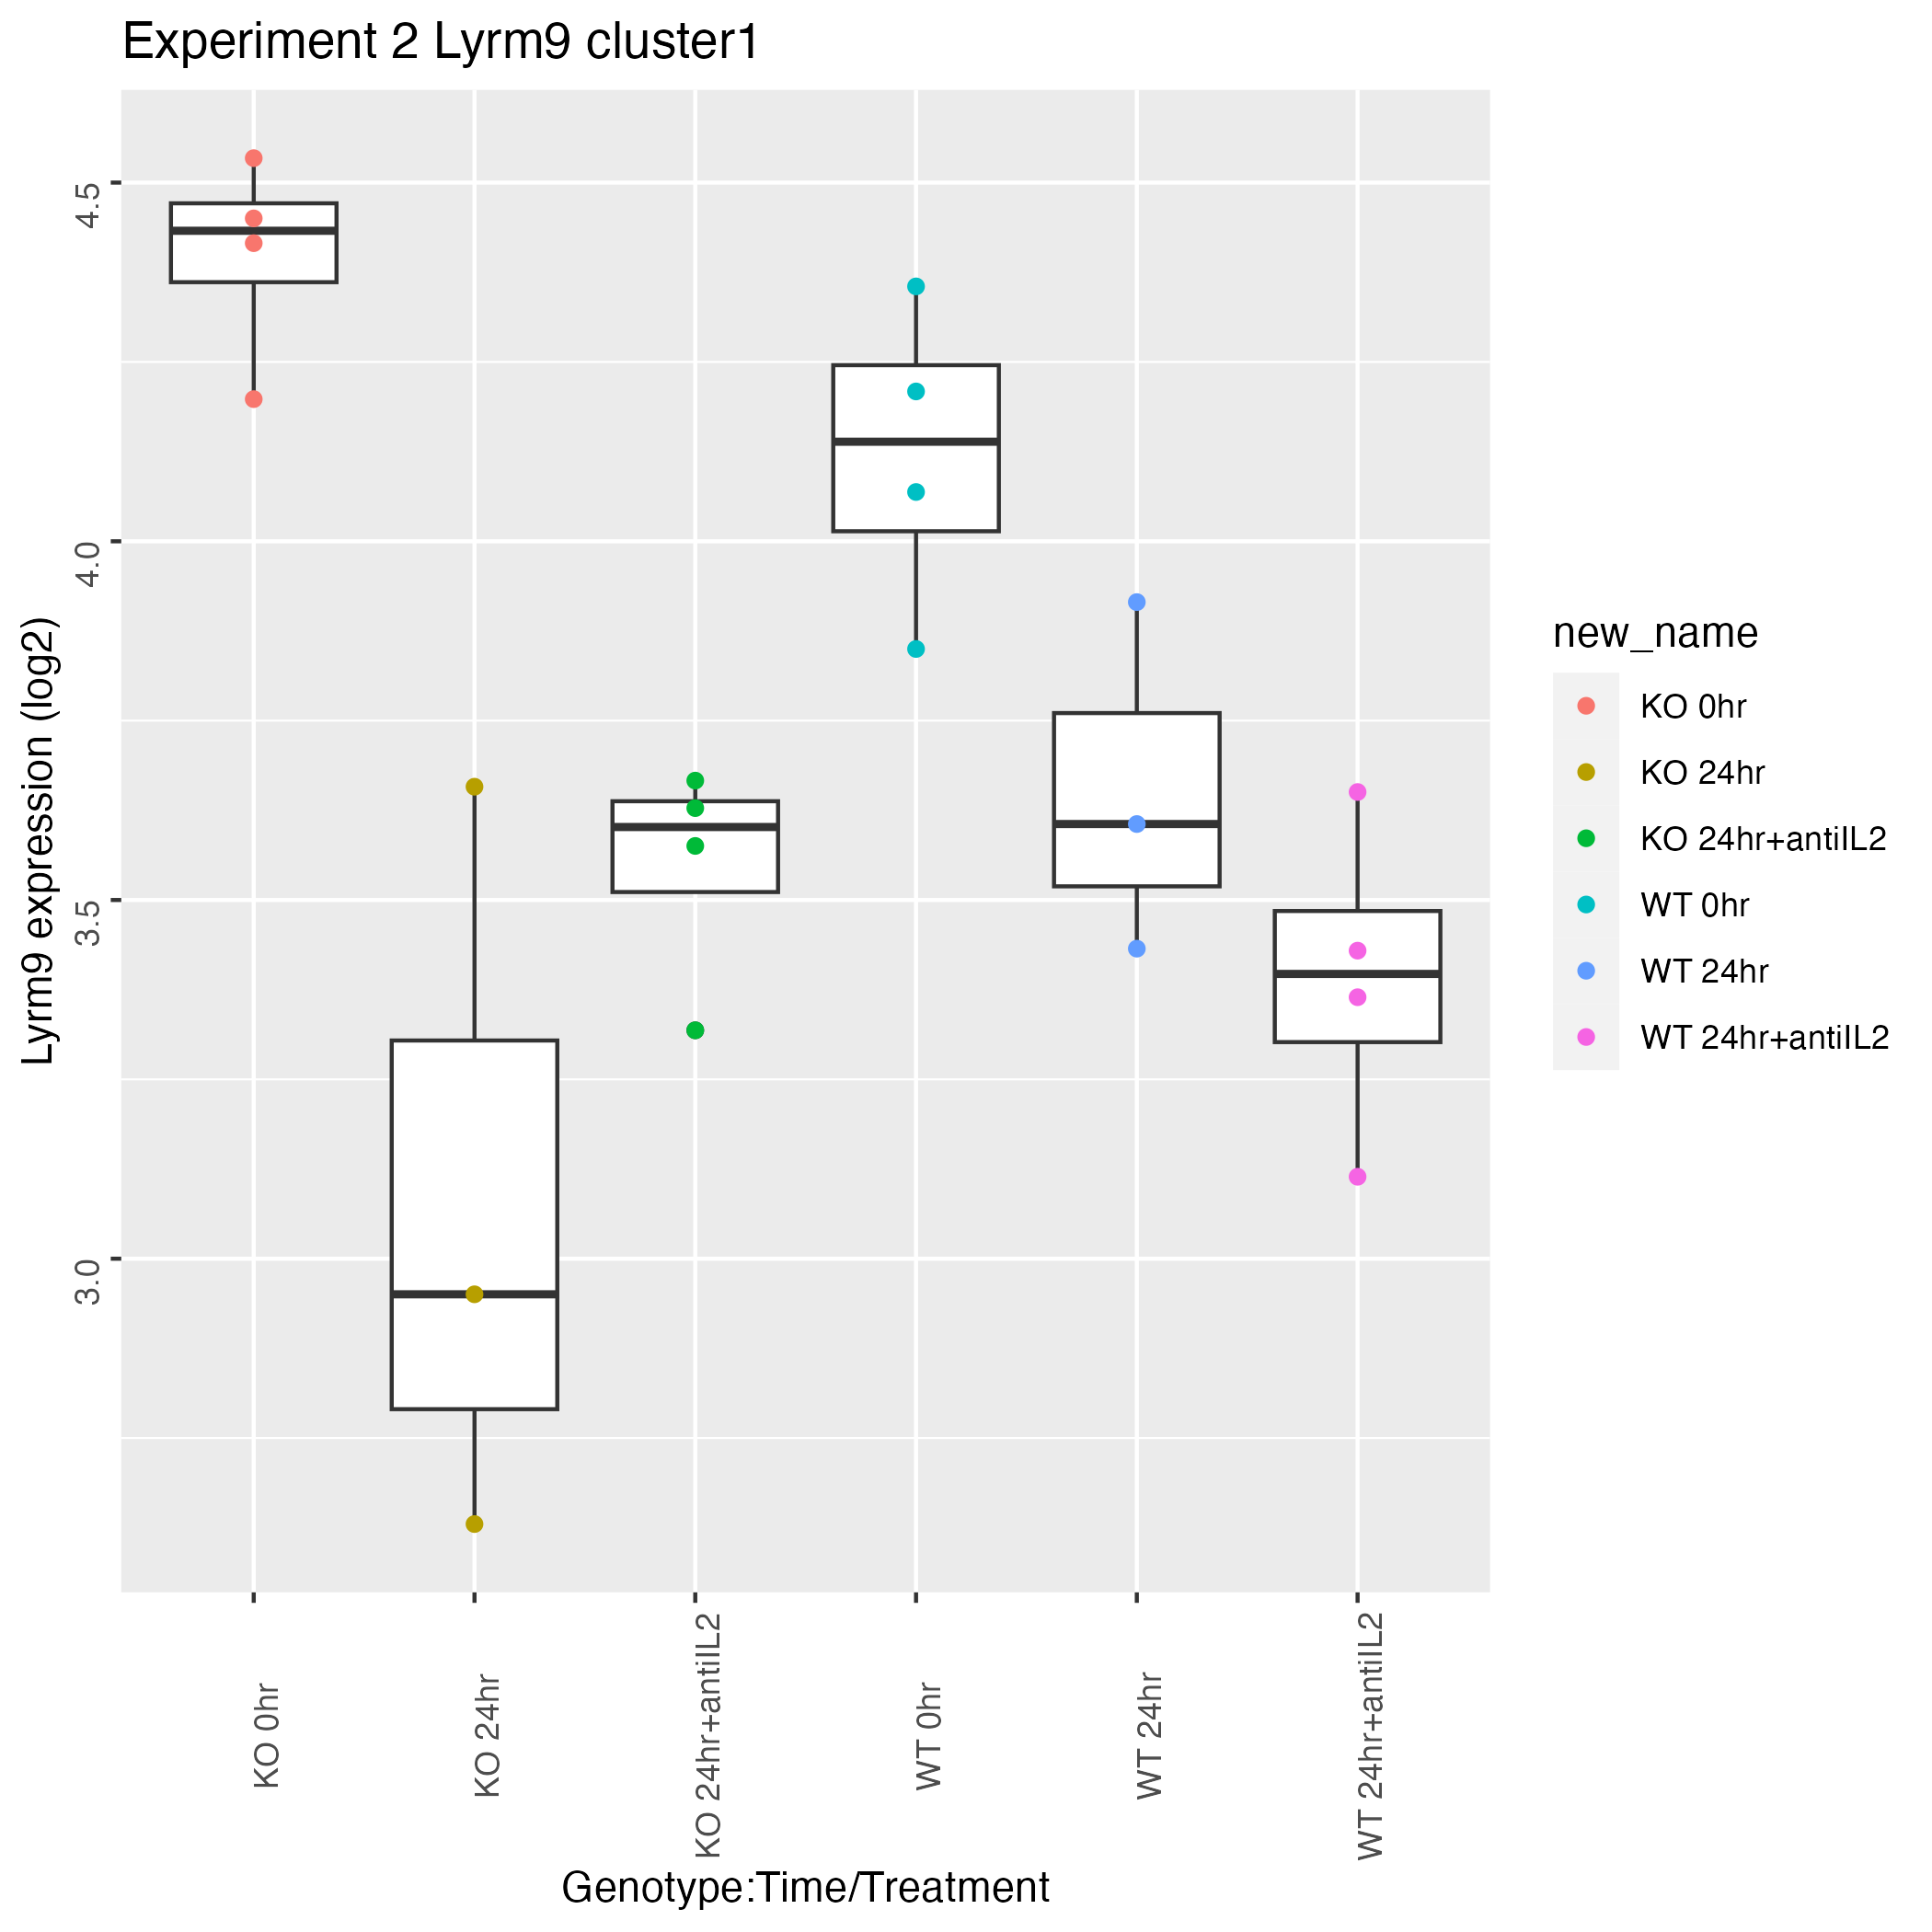 Experiment 2 Lyrm9 cluster1
Lyrm9 expression (log2)
4.5
4.0
3.5
3.0
KO 0hr
KO 24hr
KO 24hr+antiIL2
WT 0hr
WT 24hr
WT 24hr+antiIL2
Genotype:Time/Treatment
new_name
KO 0hr
KO 24hr
KO 24hr+antiIL2
WT 0hr
WT 24hr
WT 24hr+antiIL2